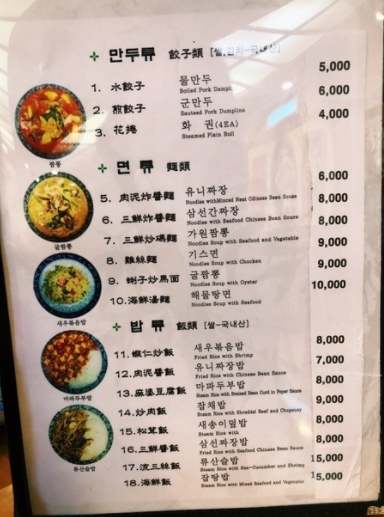 만두류 餃子類 [쌀,김치-국내산]
1. 水餃子 물만두 5,000
Boiled Pork Dumpl.
2. 煎餃子 군만두 6,000
Sauteed Pork Dumplins
3. 花捲 화 권(4EA) 4,000
Steamed Plain Roll
짬뽕
면류 麵類
5. 肉泥炸醬麵 유니짜장 6,000
Noodles with Minced Meat Chinese Bean Sause
6. 三鮮炸醬麵 삼선간짜장 8,000
Noodles with Seafood Chinese Bean Sauce
7. 三鮮炒碼麵 가원짬뽕 8,000
Noodles Soup with Seafood and Vegetable
8. 鷄絲麵 기스면 9,000
Noodles Soup with Chocken
굴짬뽕
9. 蜊子炒馬面 굴짬뽕 9,000
Noodles Soup with Oyster
10. 海鮮湯麵 해물탕면 10,000
Noodles Soup with Seafood
새우볶음밥
밥류 飯類 [쌀-국내산]
11. 蝦仁炒飯 새우볶음밥 8,000
Fried Rice with Shrimp
12. 肉泥醬飯 유니짜장밥 7,000
Fried Rice with Chinese Bean Sauce
13. 麻婆豆腐飯 마파두부밥 8,000
Steam Rice with Braised Bean Curd in Paper Sauce
마파두부밥
14. 炒肉飯 잡채밥 8,000
Steam Rice with Shreddal Beef and Chopsuey
15. 松茸飯 새송이덮밥 9,000
Steam Rice with
16. 三鮮醬飯 삼선짜장밥 8,000
Fried Rice with Seafood Chinese Bean Sauce
17. 流三絲飯 류산슬밥 15,000
Steam Rice with Sea-Cucumber and Shrimp
18. 海鮮飯 잡탕밥 15,000
Steam Rice with Mixed Seafood and Vegetable
류산슬밥